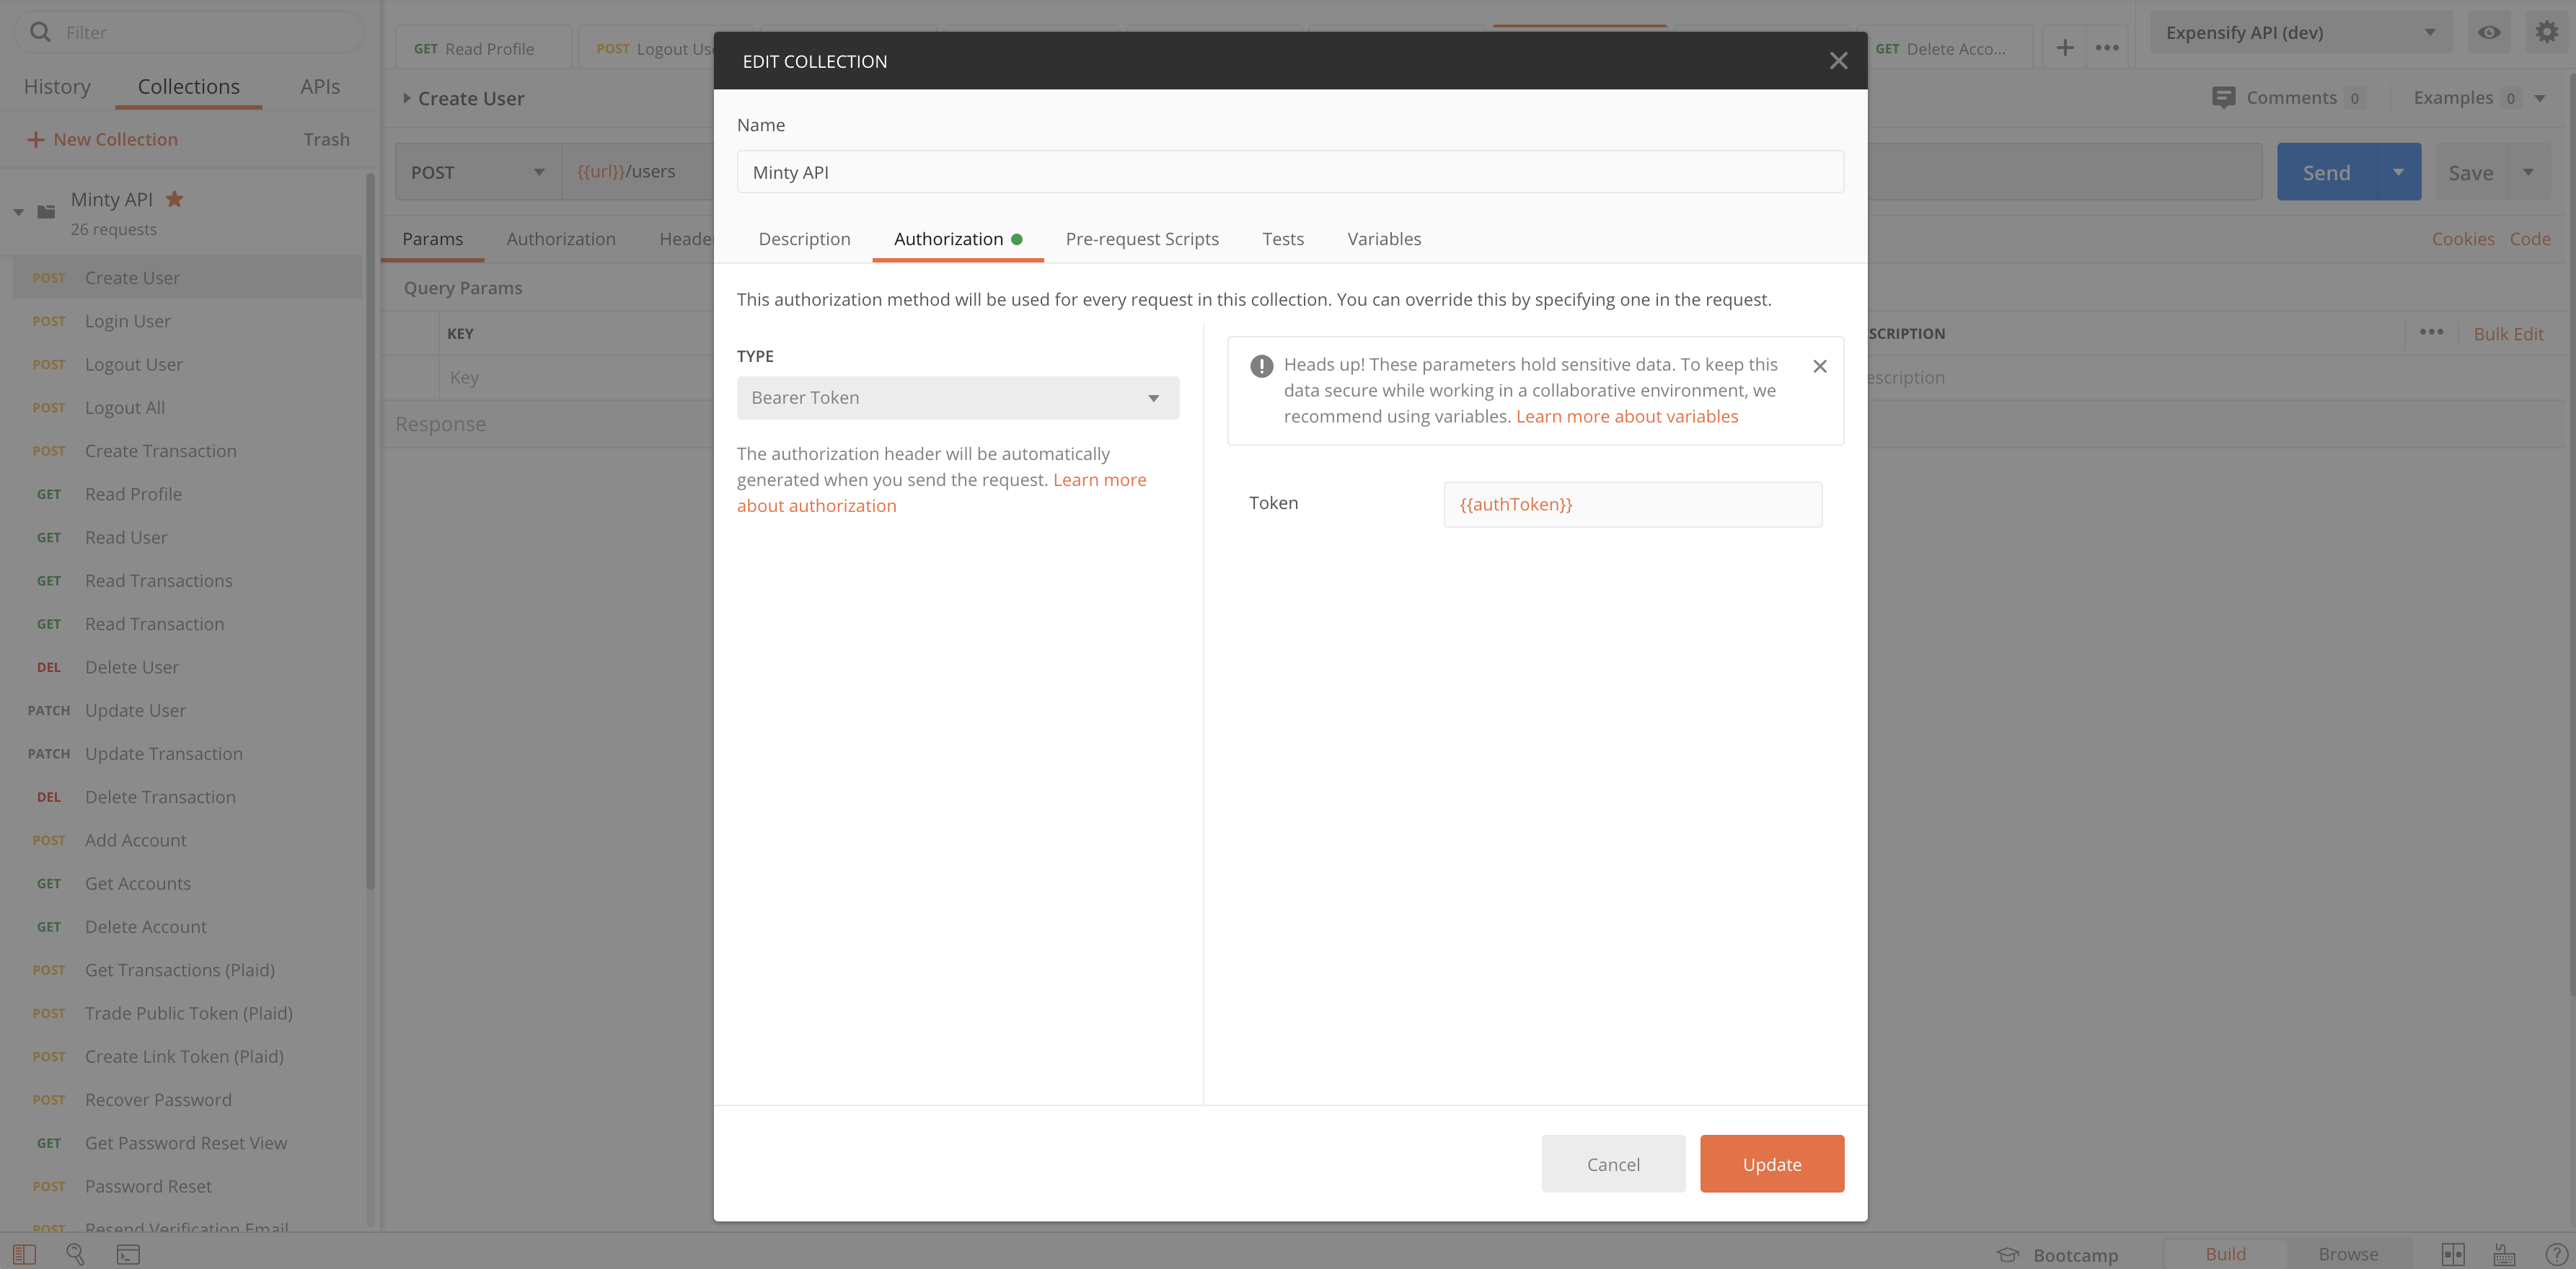 Filter
History
Collections
APIs
New Collection
Trash
Minty API
26 requests
POST Create User
POST Login User
POST Logout User
POST Logout All
POST Create Transaction
GET Read Profile
GET Read User
GET Read Transactions
GET Read Transaction
DEL Delete User
PATCH Update User
PATCH Update Transaction
DEL Delete Transaction
POST Add Account
GET Get Accounts
GET Delete Account
POST Get Transactions (Plaid)
POST Trade Public Token (Plaid)
POST Create Link Token (Plaid)
POST Recover Password
GET Get Password Reset View
POST Password Reset
POST Resend Verification Email
GET Read Profile
POST Logout Us
GET Delete Acco...
Expensify API (dev)
Create User
Comments 0
Examples 0
POST
{{url}}/users
Send
Save
Params
Authorization
Heade
Cookies
Code
Query Params
KEY
SCRIPTION
Bulk Edit
Key
escription
Response
EDIT COLLECTION
Name
Minty API
Description
Authorization
Pre-request Scripts
Tests
Variables
This authorization method will be used for every request in this collection. You can override this by specifying one in the request.
TYPE
Bearer Token
The authorization header will be automatically
generated when you send the request. Learn more
about authorization
Heads up! These parameters hold sensitive data. To keep this
data secure while working in a collaborative environment, we
recommend using variables. Learn more about variables
Token
{{authToken}}
Cancel
Update
Bootcamp
Build
Browse